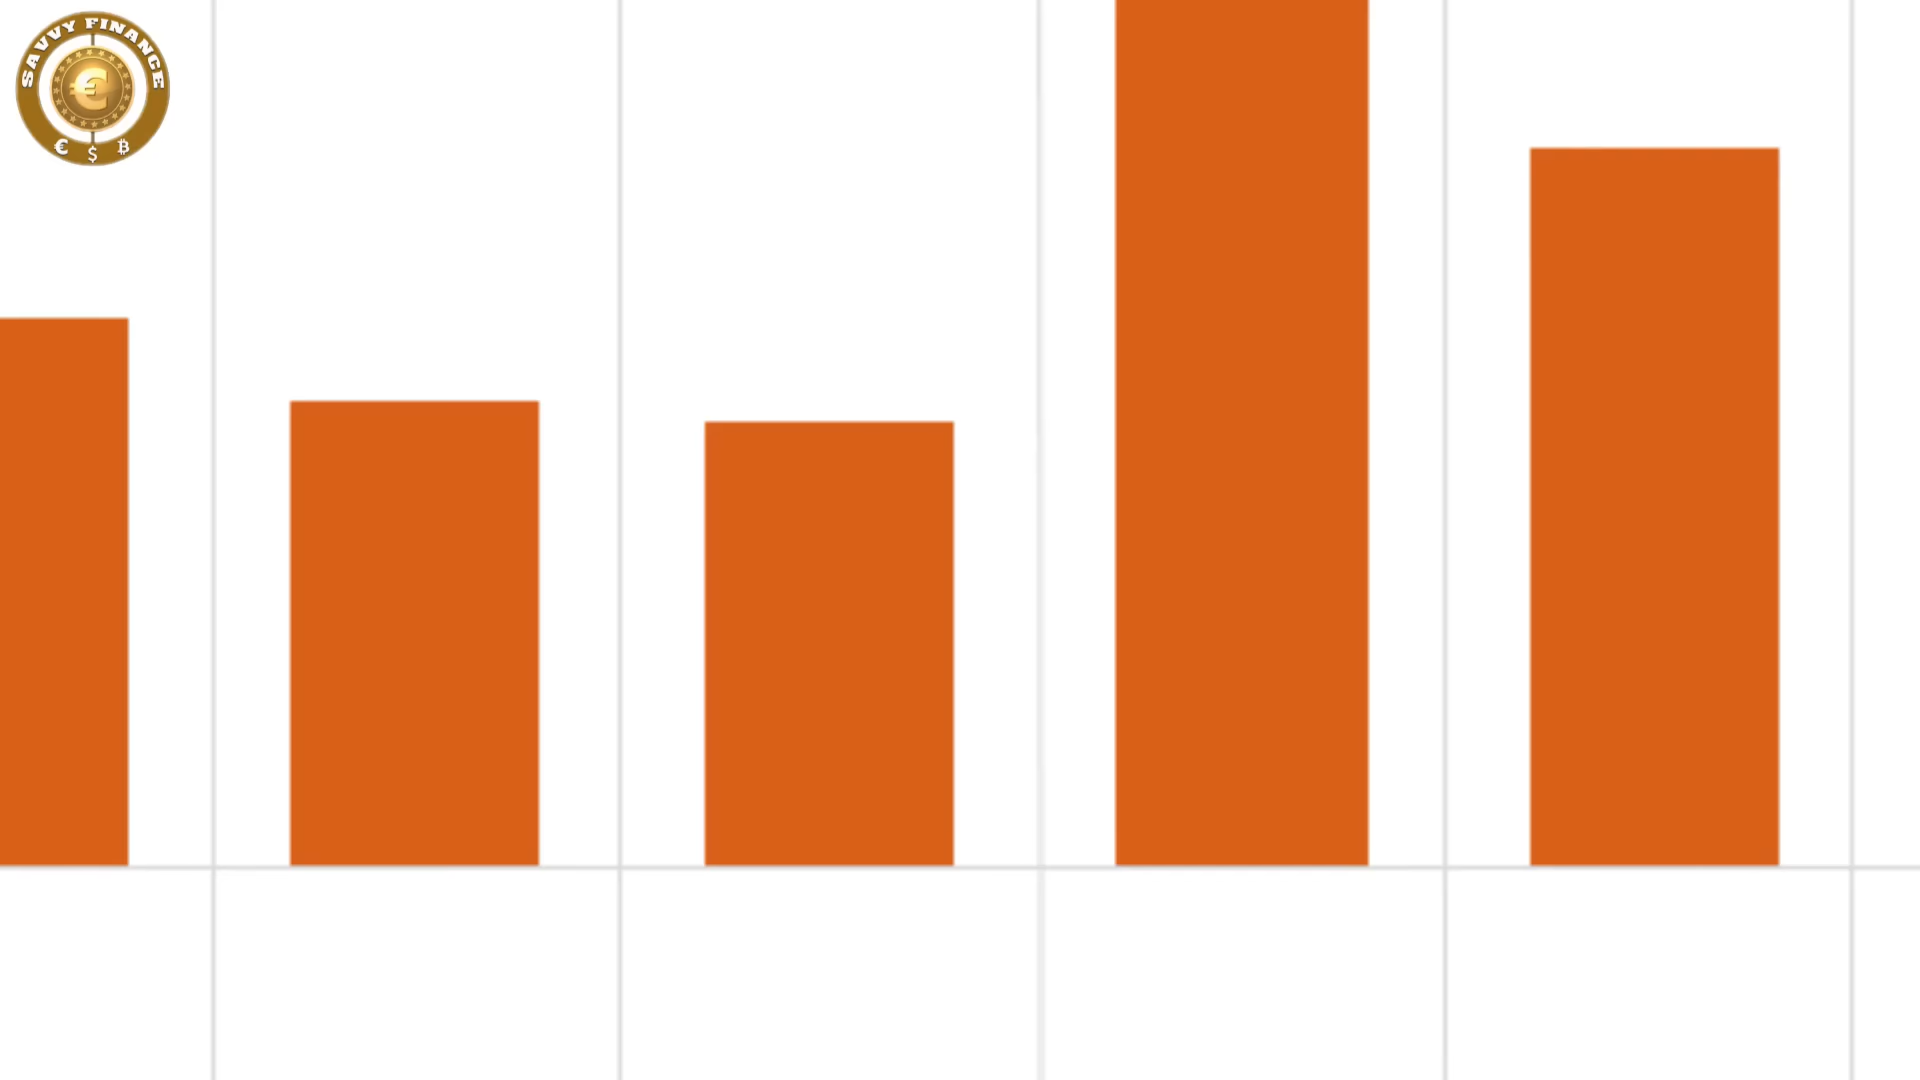 SAVVY FINANCE
€
€ $ ₿